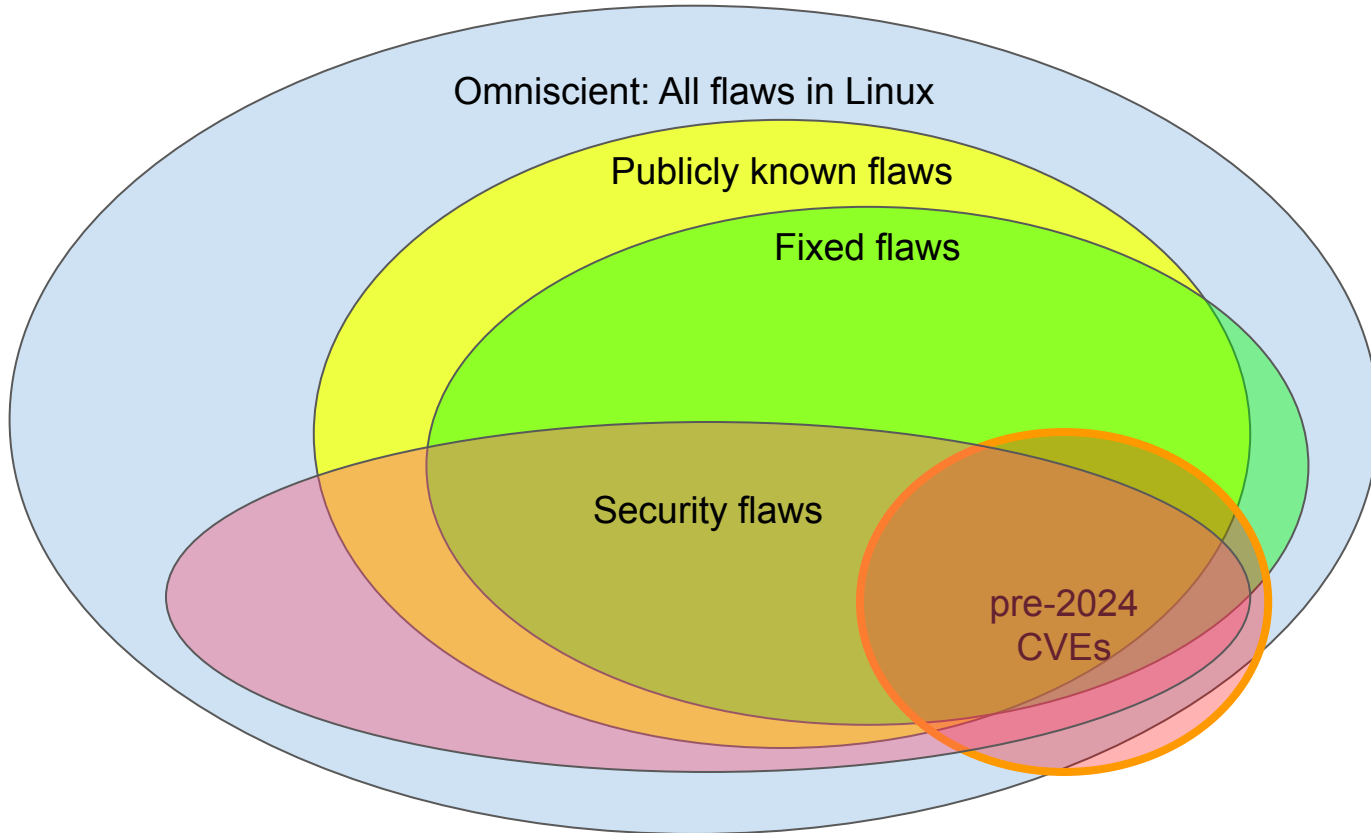 Omniscient: All flaws in Linux
Publicly known flaws
Fixed flaws
Security flaws
pre-2024
CVEs